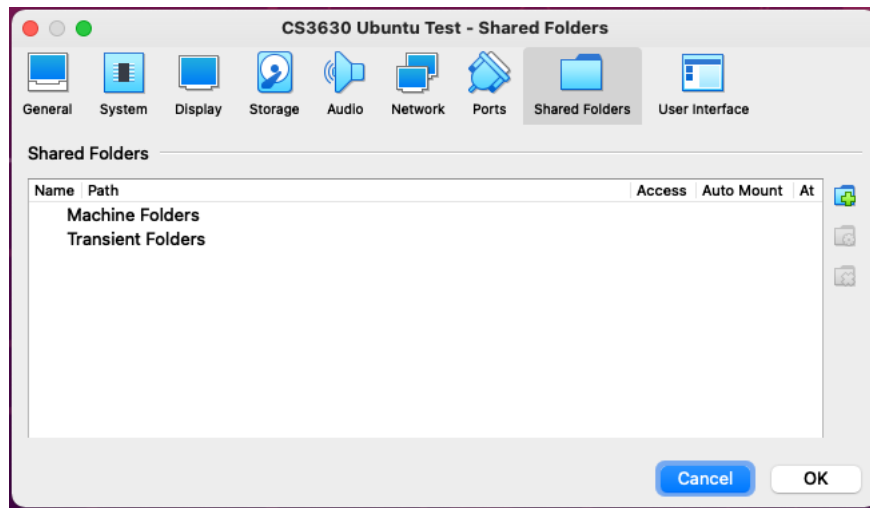 CS3630 Ubuntu Test - Shared Folders
General System Display Storage Audio Network Ports Shared Folders User Interface
Shared Folders
Name Path Access Auto Mount At
Machine Folders
Transient Folders
Cancel OK